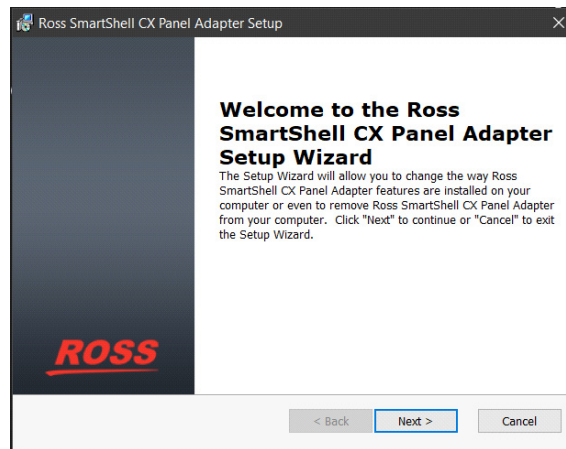 Ross SmartShell CX Panel Adapter Setup
Welcome to the Ross
SmartShell CX Panel Adapter
Setup Wizard
The Setup Wizard will allow you to change the way Ross
SmartShell CX Panel Adapter features are installed on your
computer or even to remove Ross SmartShell CX Panel Adapter
from your computer.  Click "Next" to continue or "Cancel" to exit
the Setup Wizard.
ROSS
< Back
Next >
Cancel